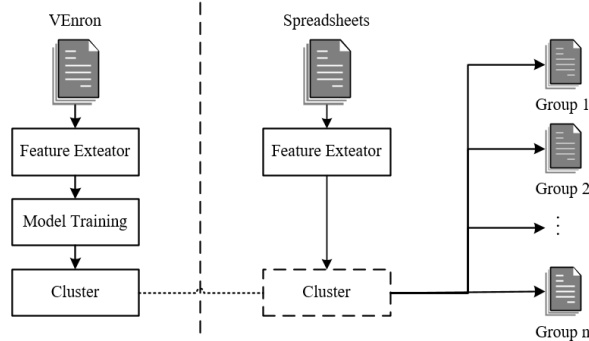 VEnron
Spreadsheets
Group 1
Feature Exteator
Feature Exteator
Group 2
Model Training
⋮
Cluster
Cluster
Group n